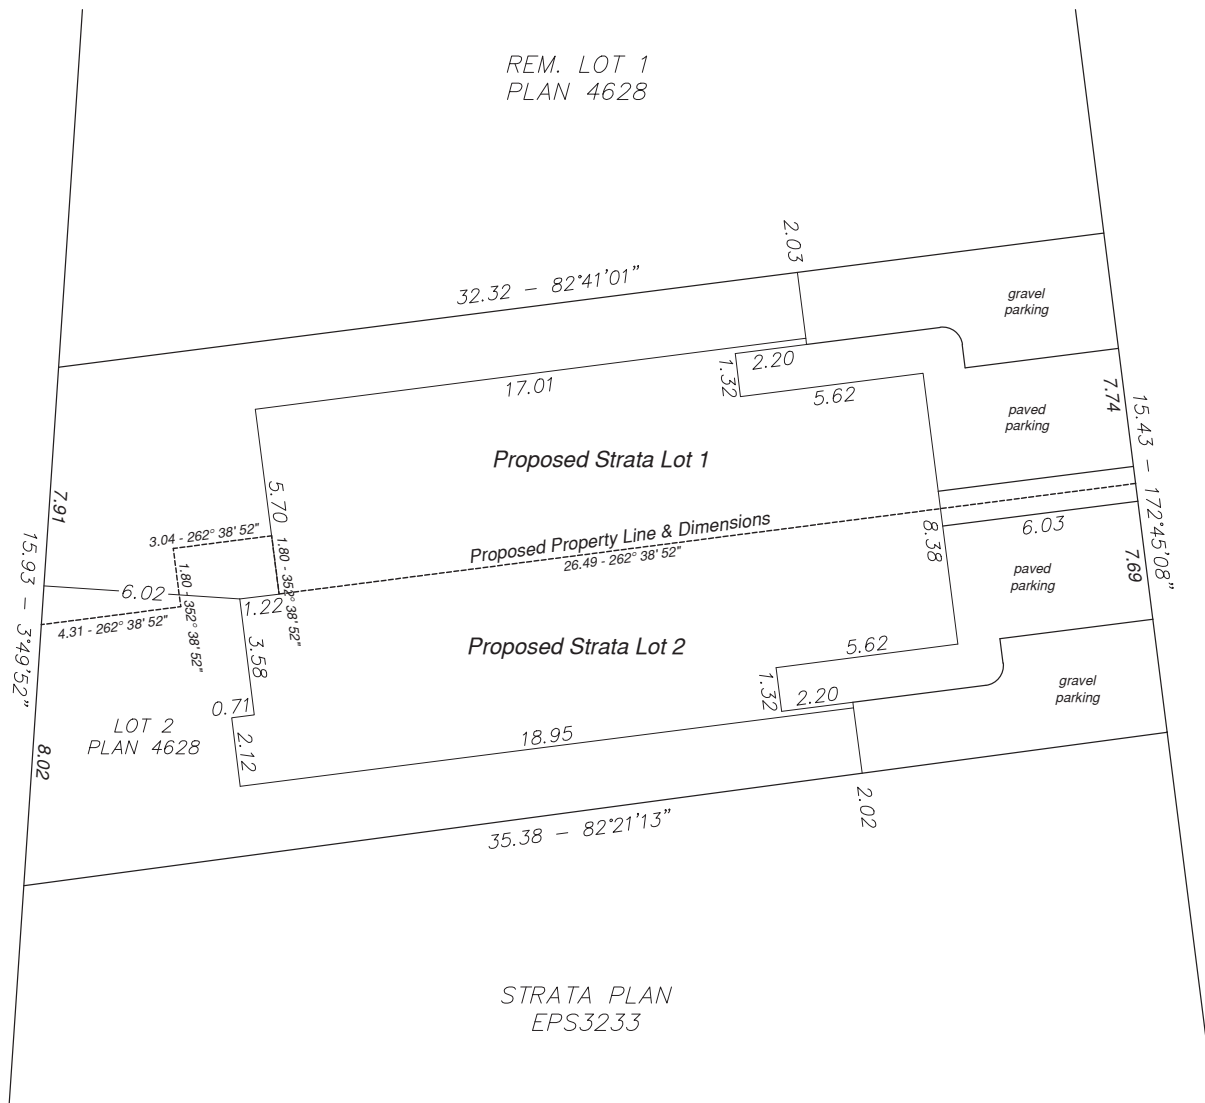 REM. LOT 1
PLAN 4628
2.03
32.32 – 82°41'01"
gravel
parking
2.20
1.32
17.01
5.62
7.74
15.43 – 172°45'08"
paved
parking
Proposed Strata Lot 1
5.70
7.91
Proposed Property Line & Dimensions
26.49 - 262° 38' 52"
8.38
6.03
3.04 - 262° 38' 52"
1.80 - 352° 38' 52"
1.80 - 352° 38' 52"
15.93 – 3°49'52"
6.02
1.22
4.31 - 262° 38' 52"
7.69
paved
parking
Proposed Strata Lot 2
3.58
5.62
1.32
2.20
gravel
parking
0.71
LOT 2
PLAN 4628
2.12
18.95
8.02
2.02
35.38 – 82°21'13"
STRATA PLAN
EPS3233